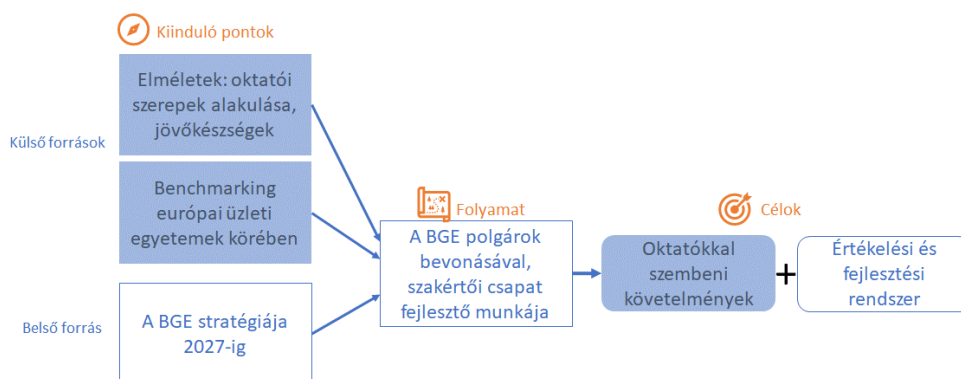 Kiinduló pontok
Külső források
Elméletek: oktatói
szerepek alakulása,
jövőkészségek
Benchmarking
európai üzleti
egyetemek körében
Belső forrás
A BGE stratégiája
2027-ig
Folyamat
A BGE polgárok
bevonásával,
szakértői csapat
fejlesztő munkája
Célok
Oktatókkal
szembeni
követelmények
+
Értékelési és
fejlesztési
rendszer